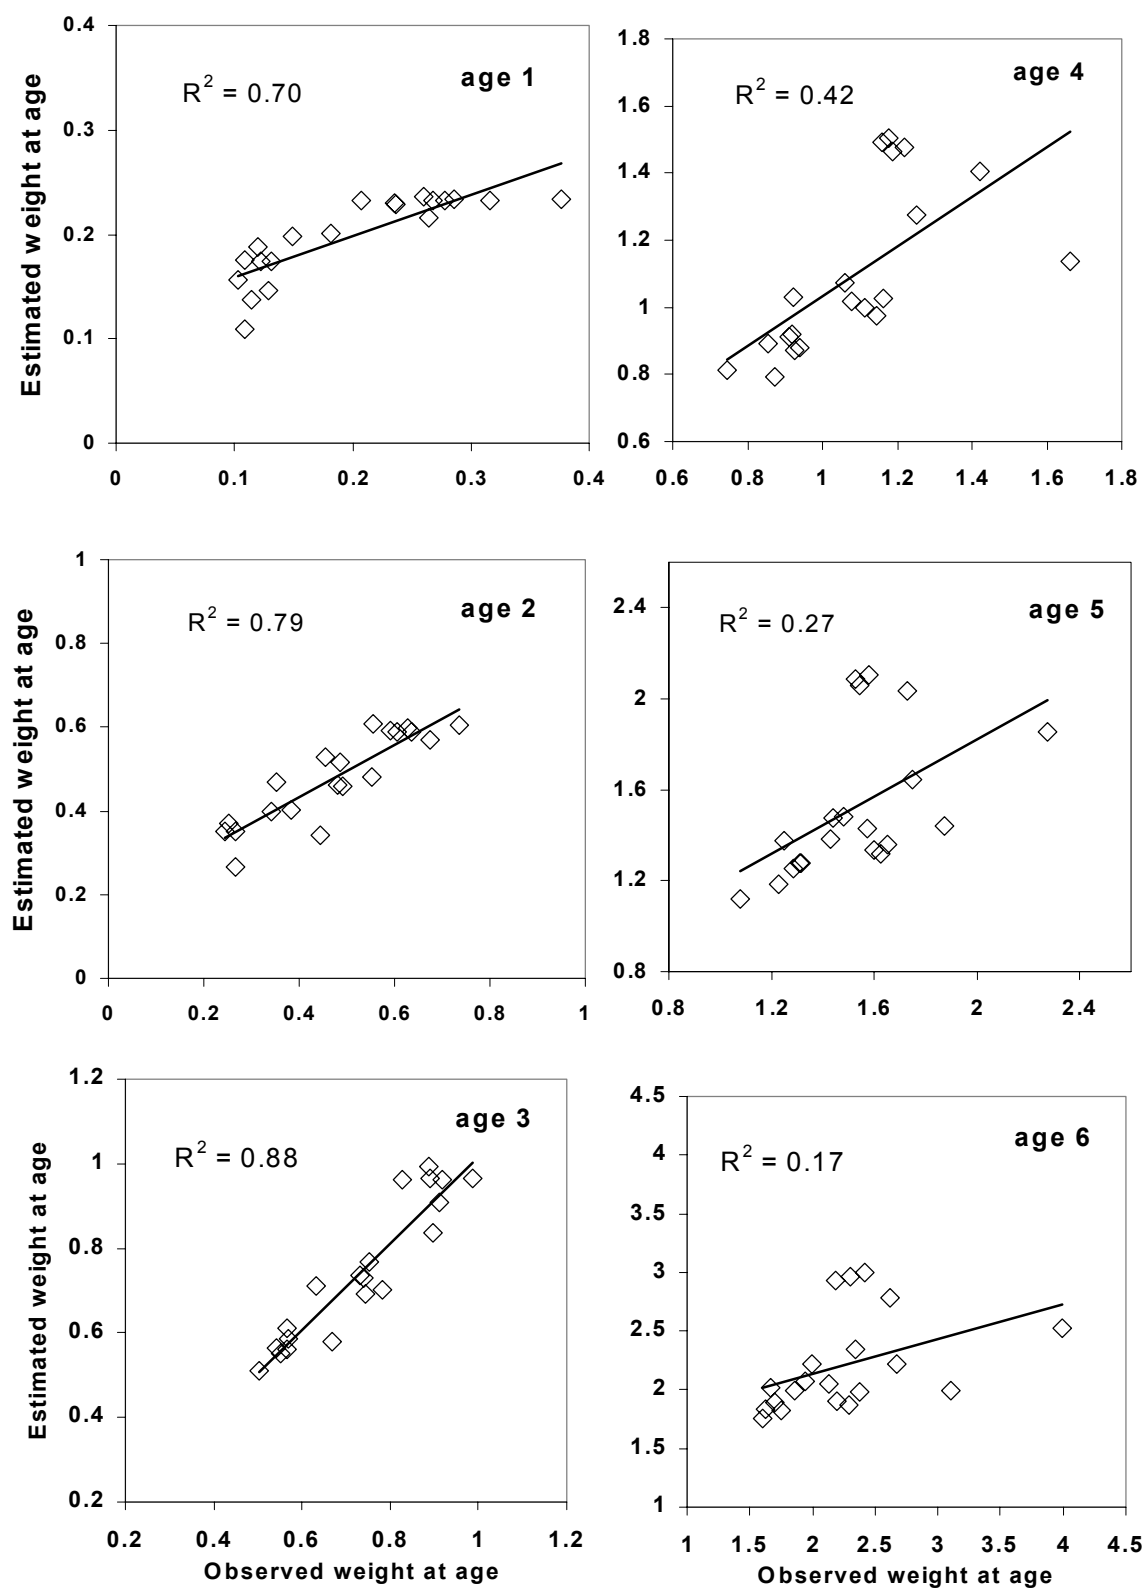 Estimated weight at age
0.4
0.3
0.2
0.1
0
R² = 0.70
age 1
0 0.1 0.2 0.3 0.4
1.8
1.6
1.4
1.2
1
0.8
0.6
R² = 0.42
age 4
0.6 0.8 1 1.2 1.4 1.6 1.8
Estimated weight at age
1
0.8
0.6
0.4
0.2
0
R² = 0.79
age 2
0 0.2 0.4 0.6 0.8 1
2.4
2
1.6
1.2
0.8
R² = 0.27
age 5
0.8 1.2 1.6 2 2.4
Estimated weight at age
1.2
1
0.8
0.6
0.4
0.2
R² = 0.88
age 3
0.2 0.4 0.6 0.8 1 1.2
Observed weight at age
4.5
4
3.5
3
2.5
2
1.5
1
R² = 0.17
age 6
1 1.5 2 2.5 3 3.5 4 4.5
Observed weight at age